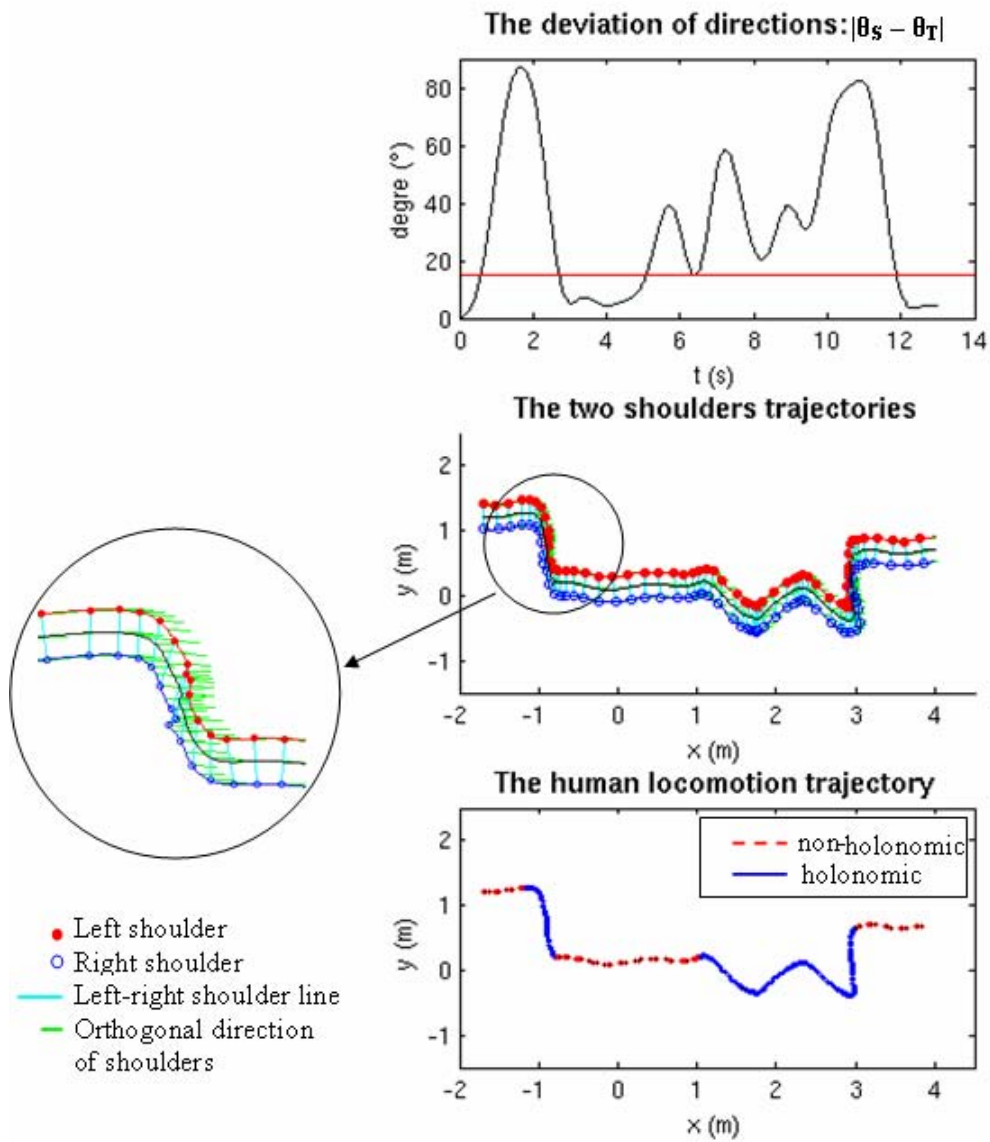 The deviation of directions: |θS – θT|
80
60
40
20
0
degre (°)
0 2 4 6 8 10 12 14
t (s)
The two shoulders trajectories
2
1
0
-1
y (m)
-2 -1 0 1 2 3 4
x (m)
The human locomotion trajectory
non-holonomic
holonomic
2
1
0
-1
y (m)
-2 -1 0 1 2 3 4
x (m)
Left shoulder
Right shoulder
Left-right shoulder line
Orthogonal direction
of shoulders